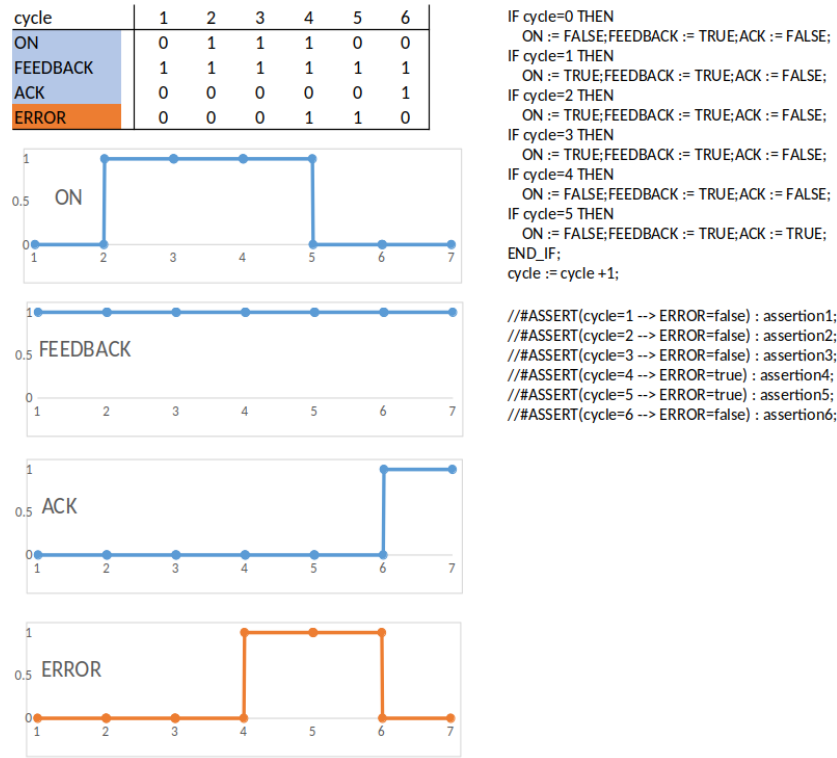 cycle 1 2 3 4 5 6
ON 0 1 1 1 0 0
FEEDBACK 1 1 1 1 1 1
ACK 0 0 0 0 0 1
ERROR 0 0 0 1 1 0
1
0.5 ON
0
1 2 3 4 5 6 7
1
0.5 FEEDBACK
0
1 2 3 4 5 6 7
1
0.5 ACK
0
1 2 3 4 5 6 7
1
0.5 ERROR
0
1 2 3 4 5 6 7
IF cycle=0 THEN
ON := FALSE;FEEDBACK := TRUE;ACK := FALSE;
IF cycle=1 THEN
ON := TRUE;FEEDBACK := TRUE;ACK := FALSE;
IF cycle=2 THEN
ON := TRUE;FEEDBACK := TRUE;ACK := FALSE;
IF cycle=3 THEN
ON := TRUE;FEEDBACK := TRUE;ACK := FALSE;
IF cycle=4 THEN
ON := FALSE;FEEDBACK := TRUE;ACK := FALSE;
IF cycle=5 THEN
ON := FALSE;FEEDBACK := TRUE;ACK := TRUE;
END_IF;
cycle := cycle +1;
//#ASSERT(cycle=1 --> ERROR=false) : assertion1;
//#ASSERT(cycle=2 --> ERROR=false) : assertion2;
//#ASSERT(cycle=3 --> ERROR=false) : assertion3;
//#ASSERT(cycle=4 --> ERROR=true) : assertion4;
//#ASSERT(cycle=5 --> ERROR=true) : assertion5;
//#ASSERT(cycle=6 --> ERROR=false) : assertion6;